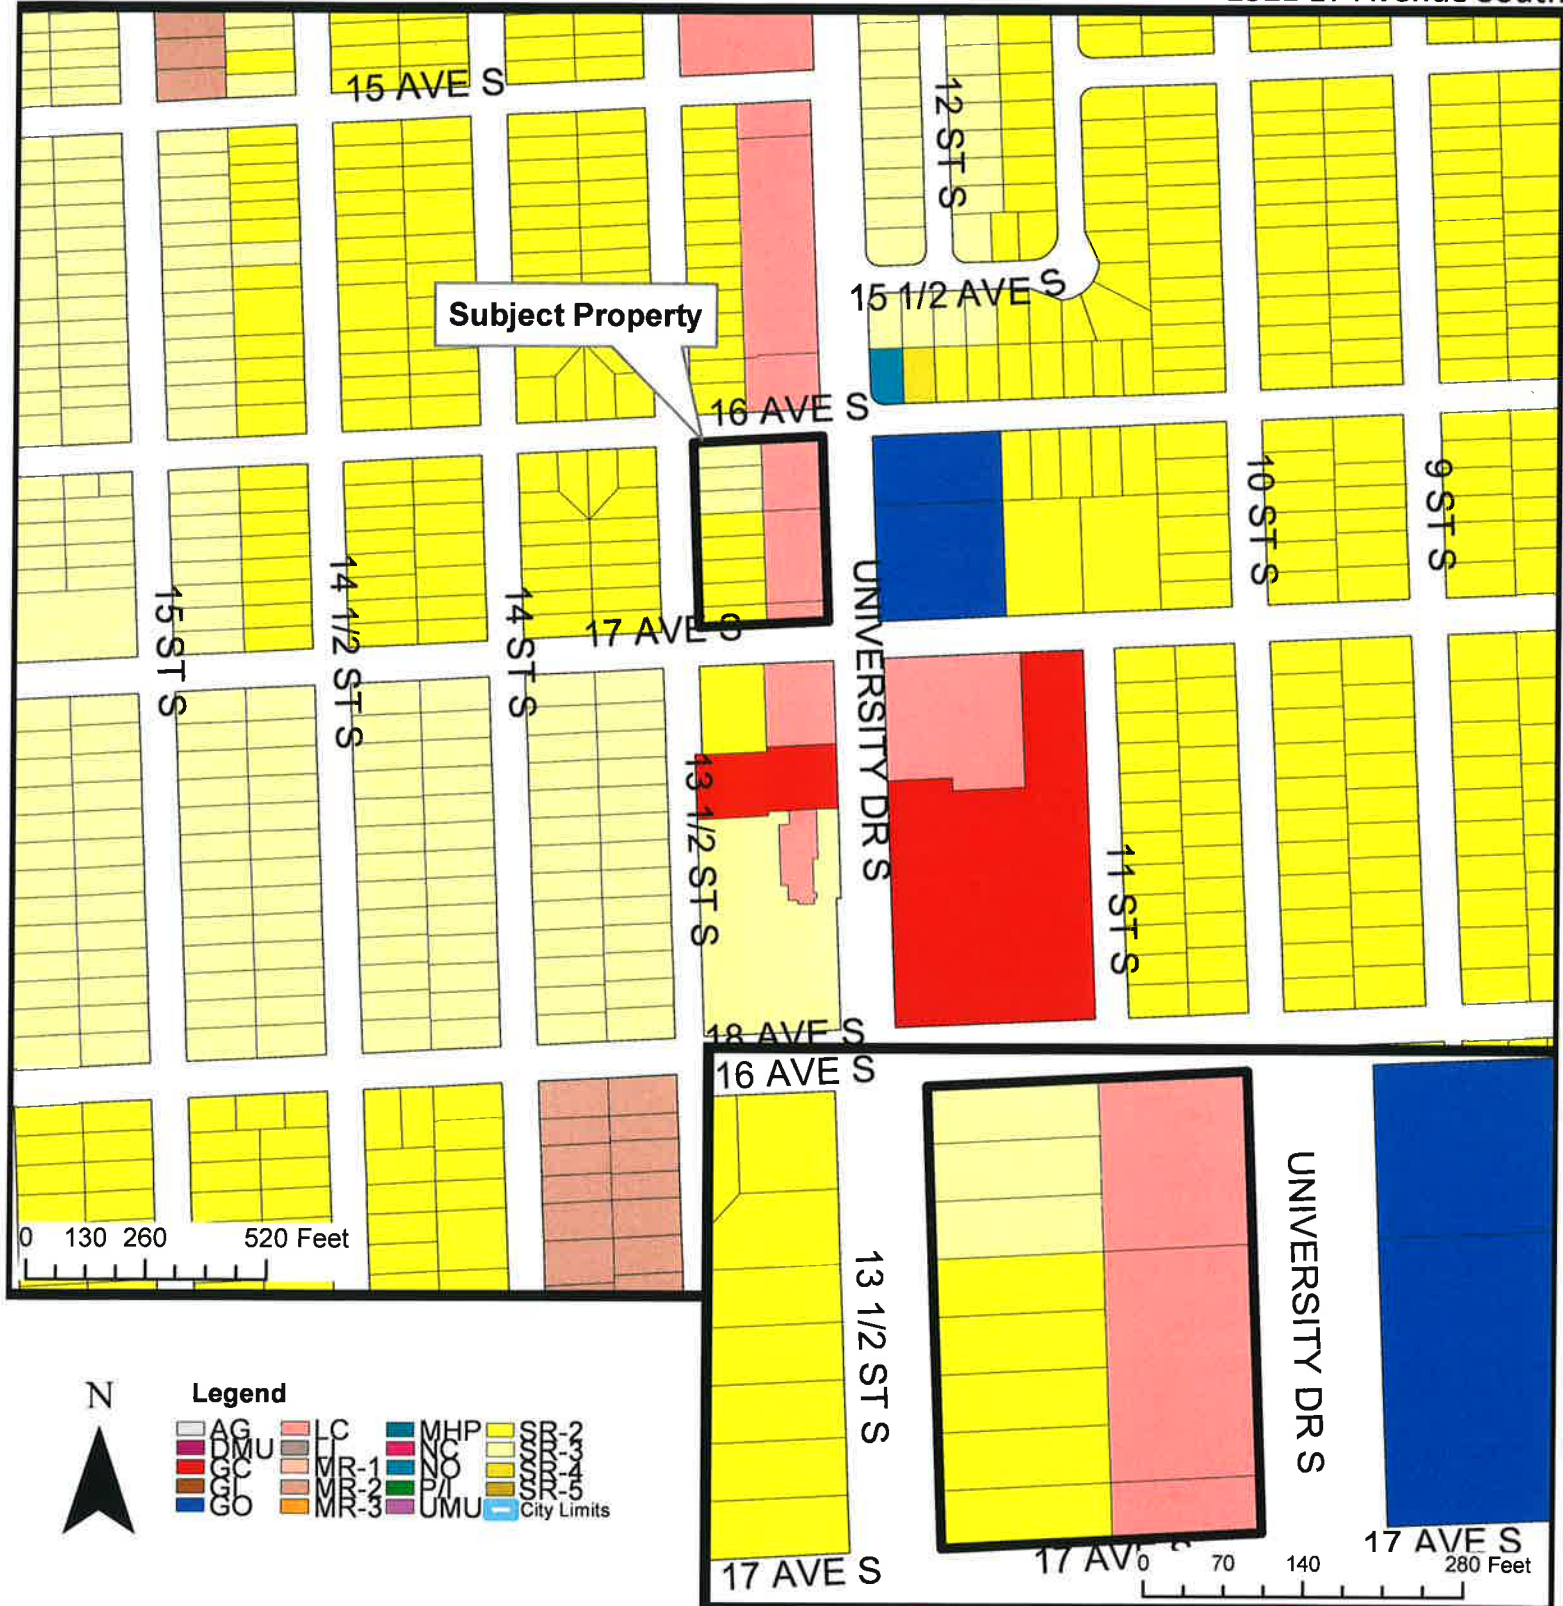 15 AVE S
12 ST S
15 1/2 AVE S
Subject Property
16 AVE S
10 ST S
9 ST S
15 ST S
14 1/2 ST S
14 ST S
17 AVE S
UNIVERSITY DR S
13 1/2 ST S
11 ST S
18 AVE S
0 130 260 520 Feet
16 AVE S
13 1/2 ST S
UNIVERSITY DR S
17 AVE S
17 AV
17 AVE S
0 70 140 280 Feet
N
Legend
AG LC MHP SR-2
DMU LI NC SR-3
GC MR-1 NO SR-4
GI MR-2 P/I SR-5
GO MR-3 UMU City Limits